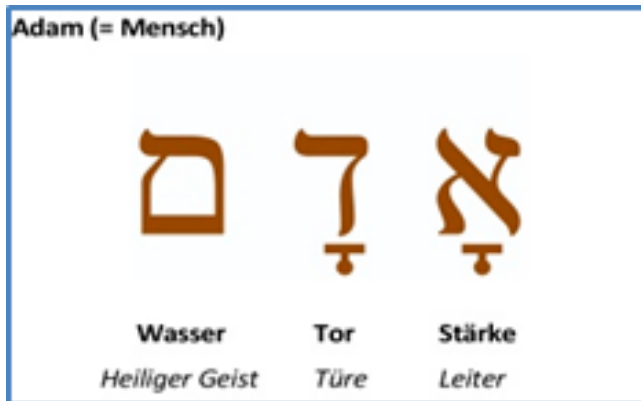 Adam (= Mensch)
אָדָם
Wasser Tor Stärke
Heiliger Geist Türe Leiter